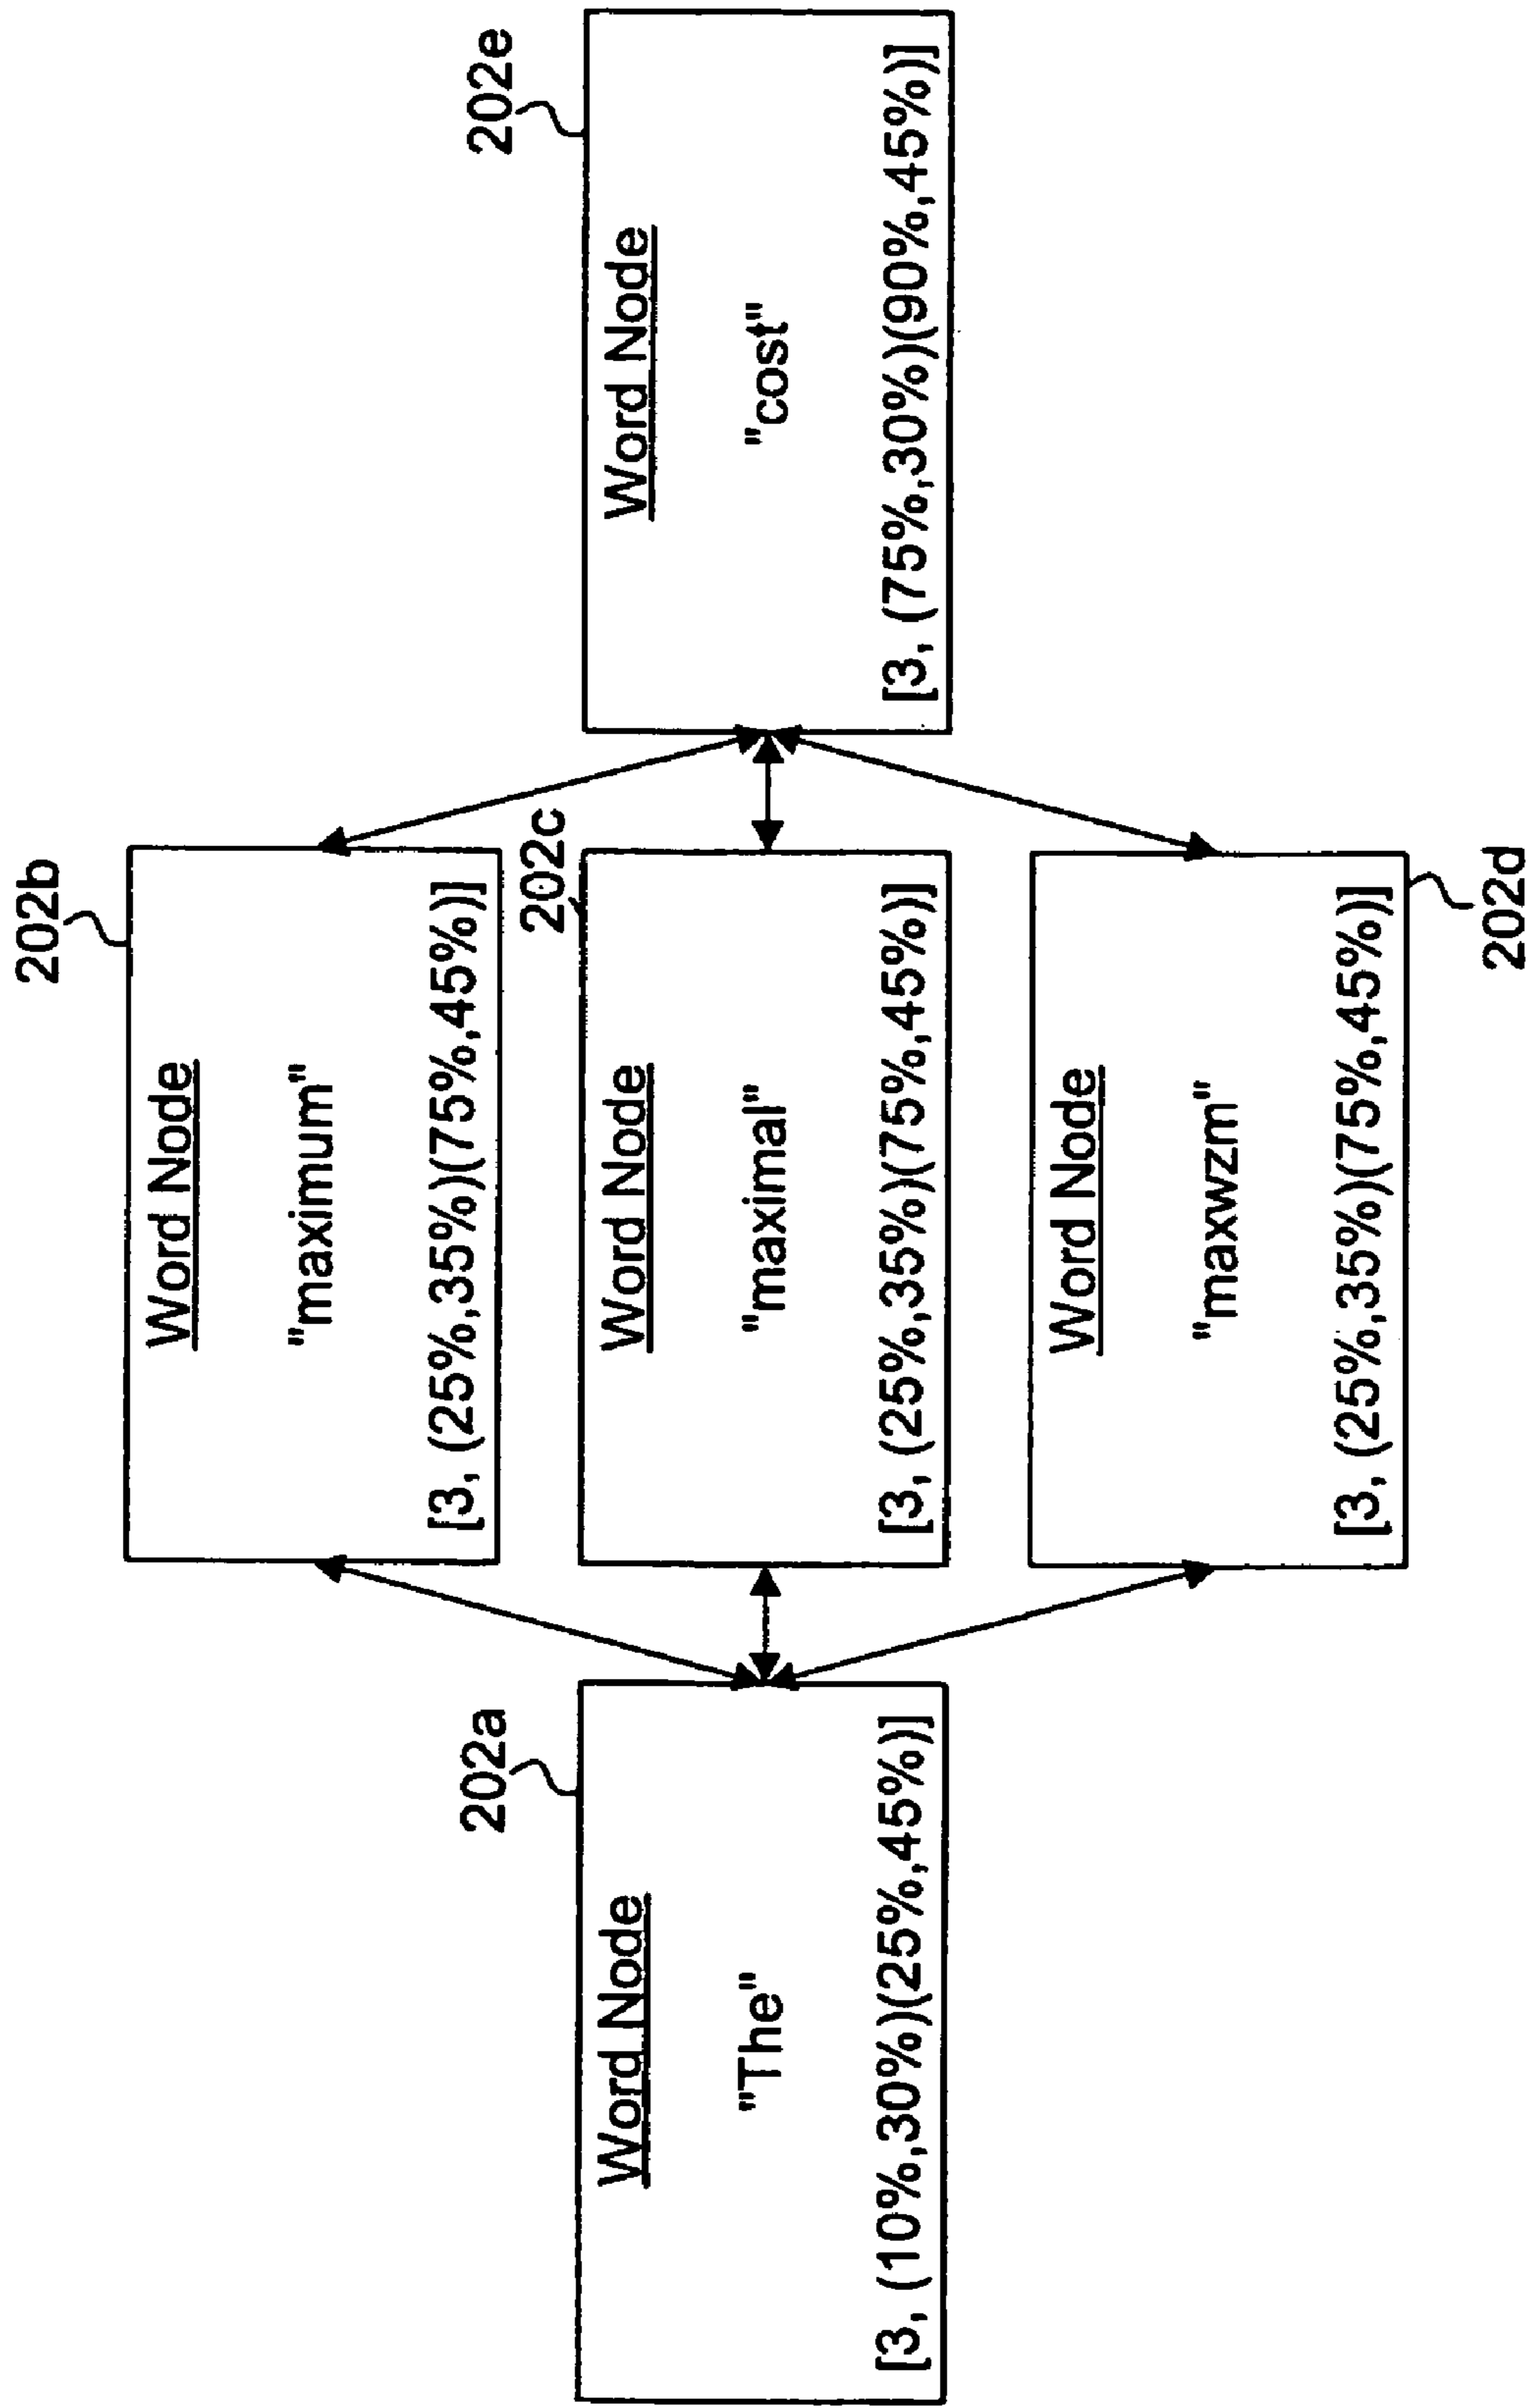 202a
Word Node
"The"
[3, (10%,30%)(25%,45%)]
202b
Word Node
"maximum"
[3, (25%,35%)(75%,45%)]
202c
Word Node
"maximal"
[3, (25%,35%)(75%,45%)]
Word Node
"maxwzm"
[3, (25%,35%)(75%,45%)]
202d
202e
Word Node
"cost"
[3, (75%,30%)(90%,45%)]